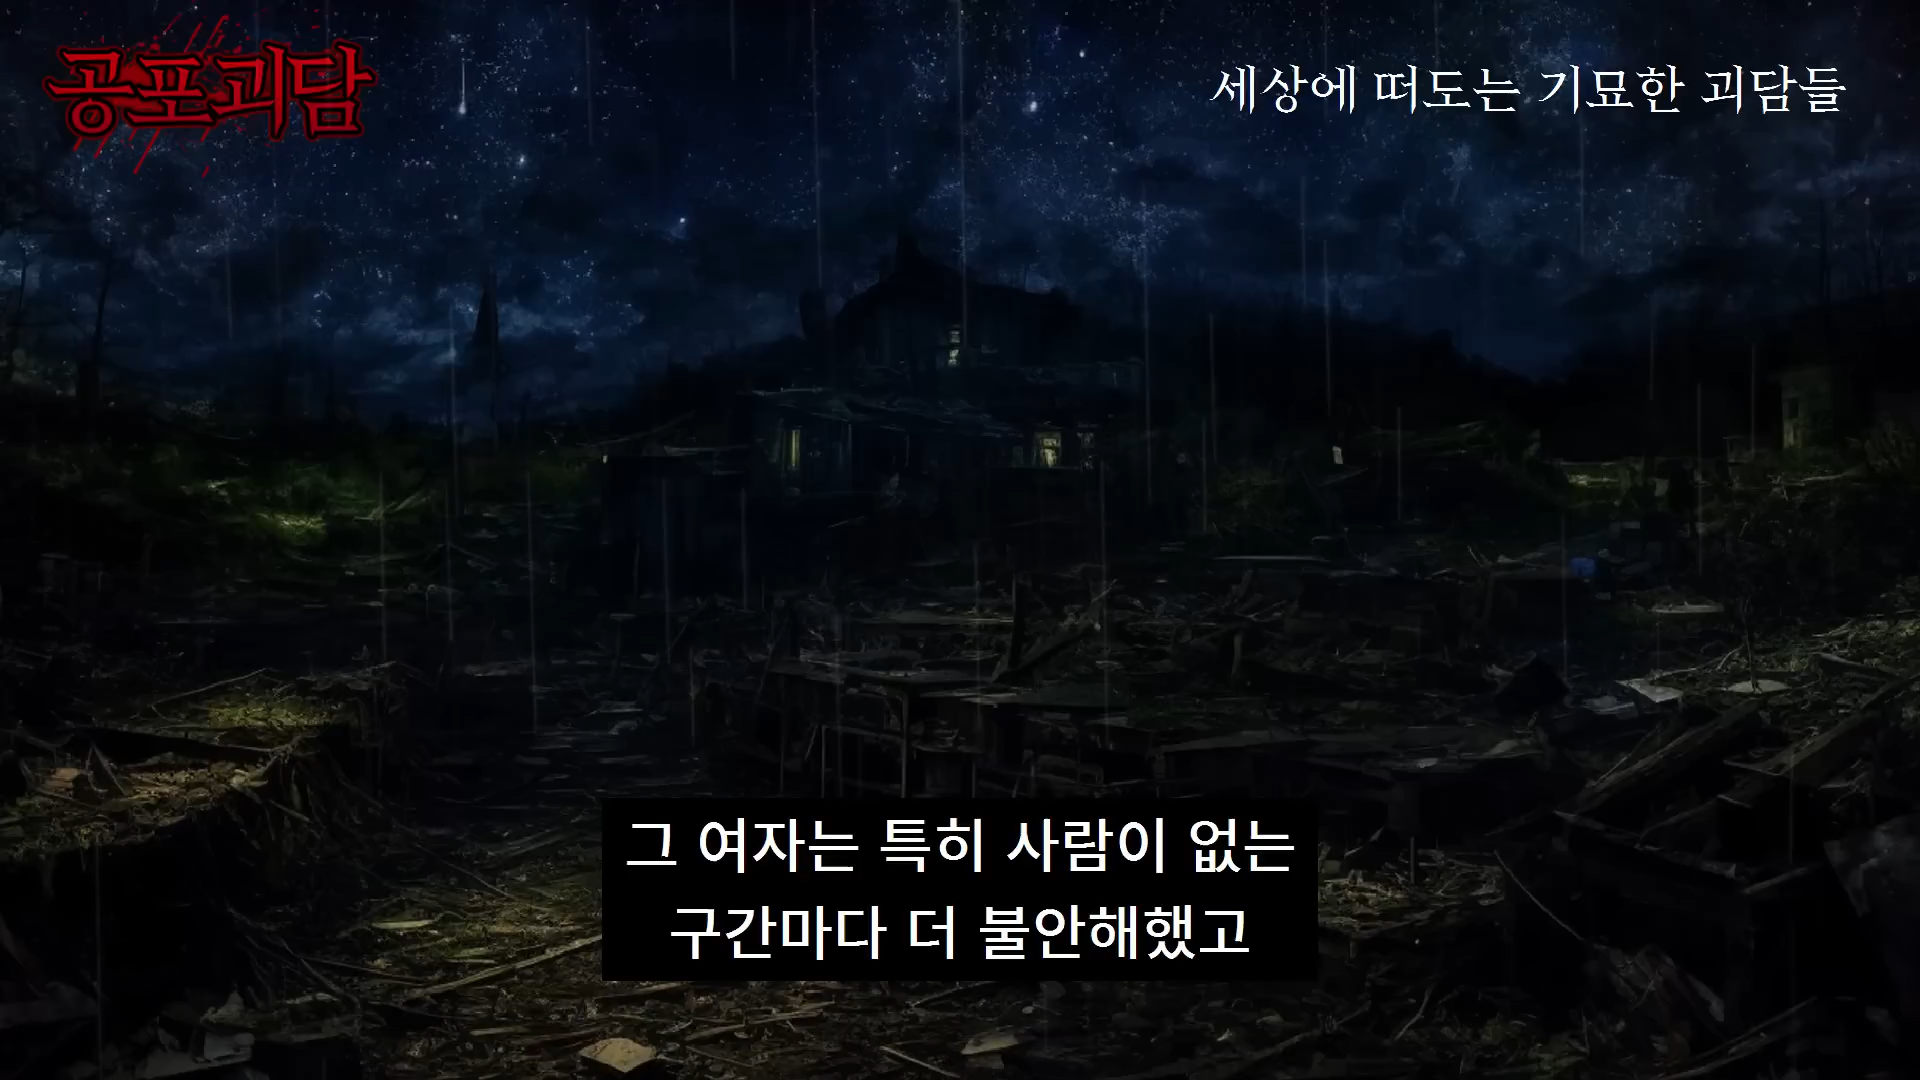 공포괴담
세상에 떠도는 기묘한 괴담들
그 여자는 특히 사람이 없는
구간마다 더 불안해했고